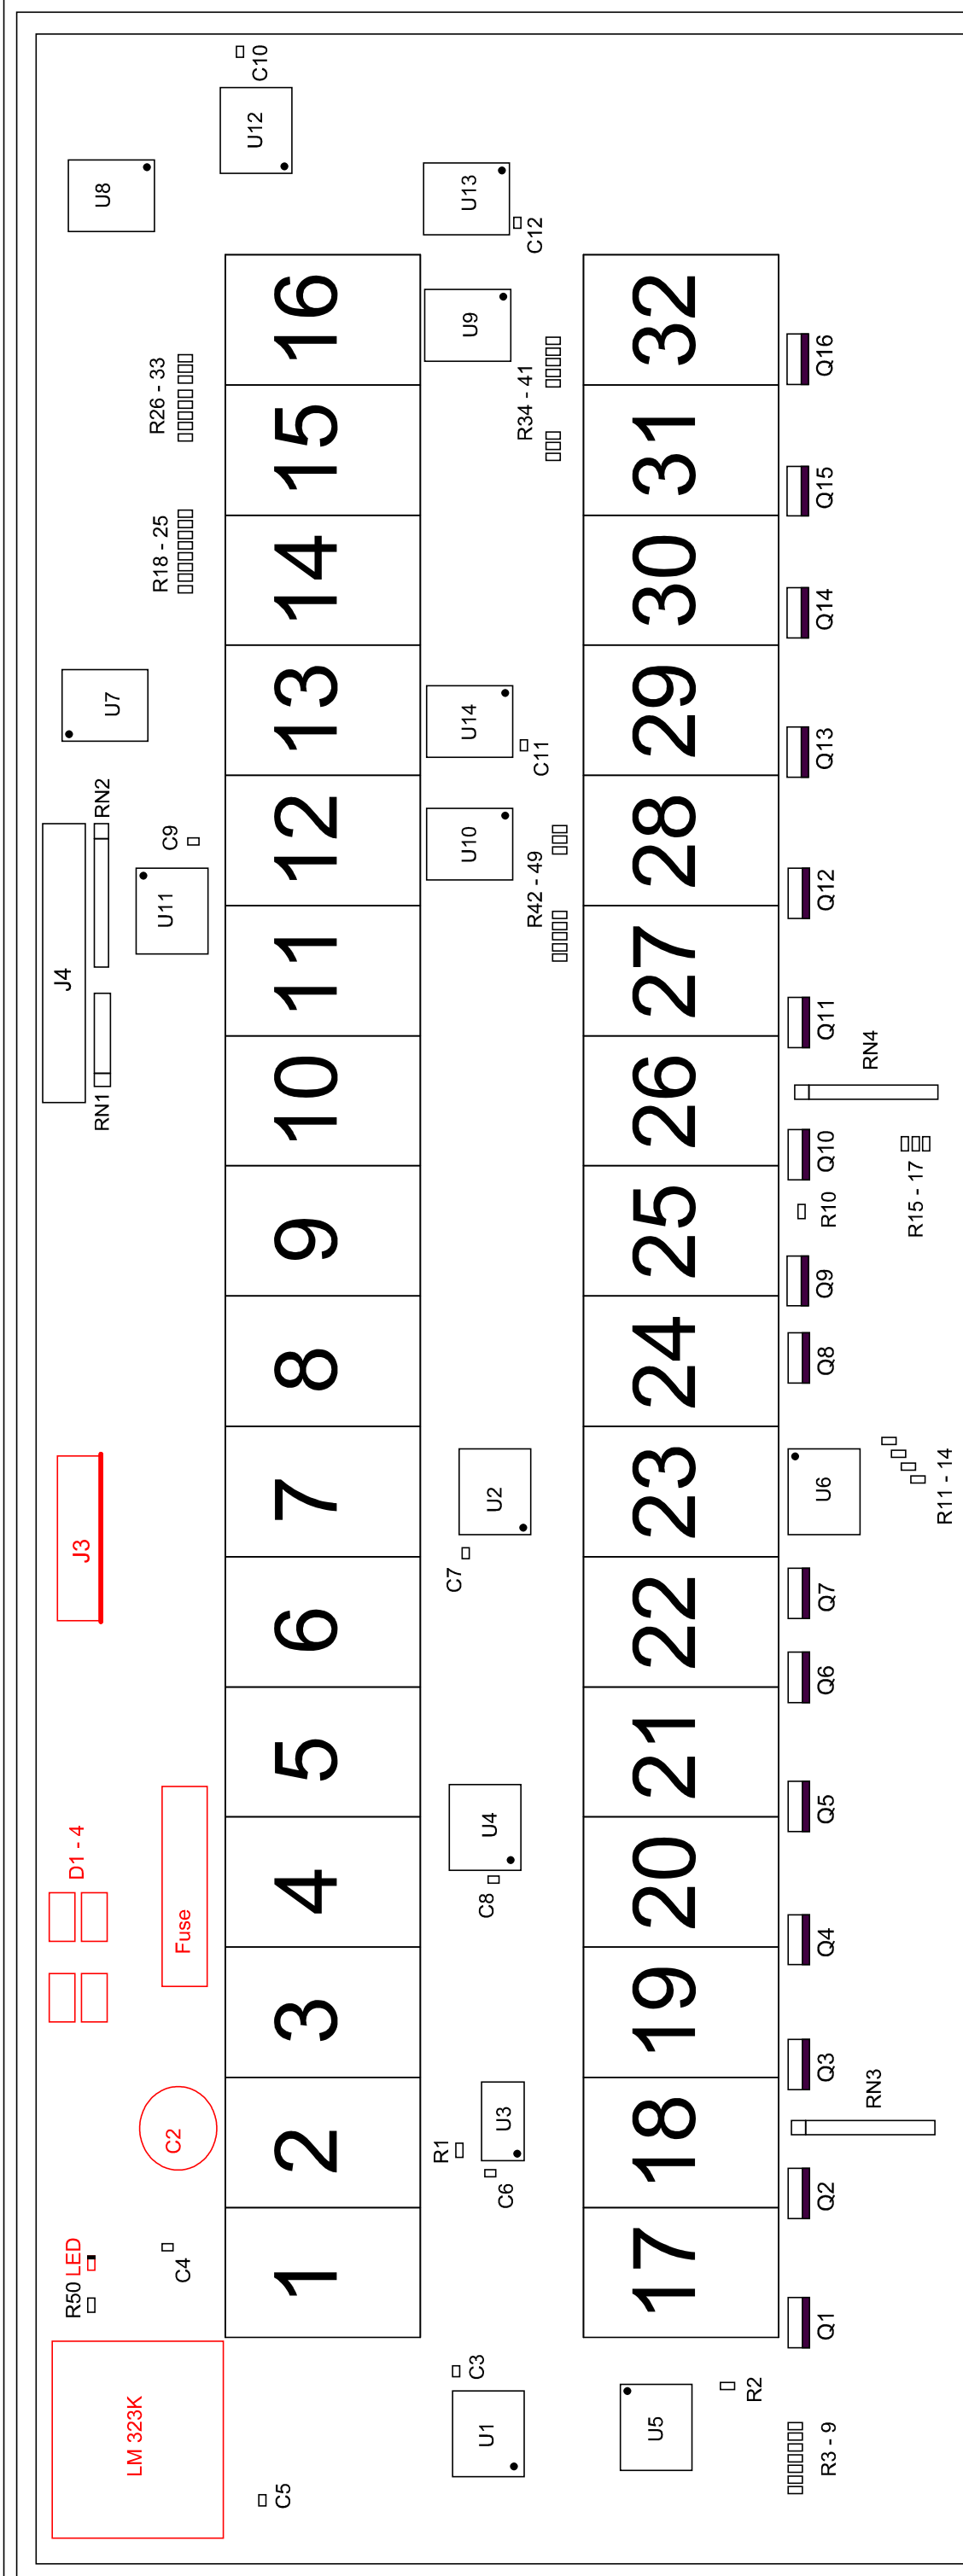 LM 323K
R50
LED
C4
C2
D1 - 4
Fuse
J3
J4
RN1
RN2
U11
C9
U7
R18 - 25
R26 - 33
U8
U12
C10
C5
1
2
3
4
5
6
7
8
9
10
11
12
13
14
15
16
U1
C3
R1
C6
U3
C8
U4
C7
U2
U10
U14
C11
R42 - 49
U9
R34 - 41
U13
C12
U5
R2
17
18
19
20
21
22
23
24
25
26
27
28
29
30
31
32
R3 - 9
Q1
Q2
RN3
Q3
Q4
Q5
Q6
Q7
U6
R11 - 14
Q8
Q9
R10
Q10
R15 - 17
RN4
Q11
Q12
Q13
Q14
Q15
Q16